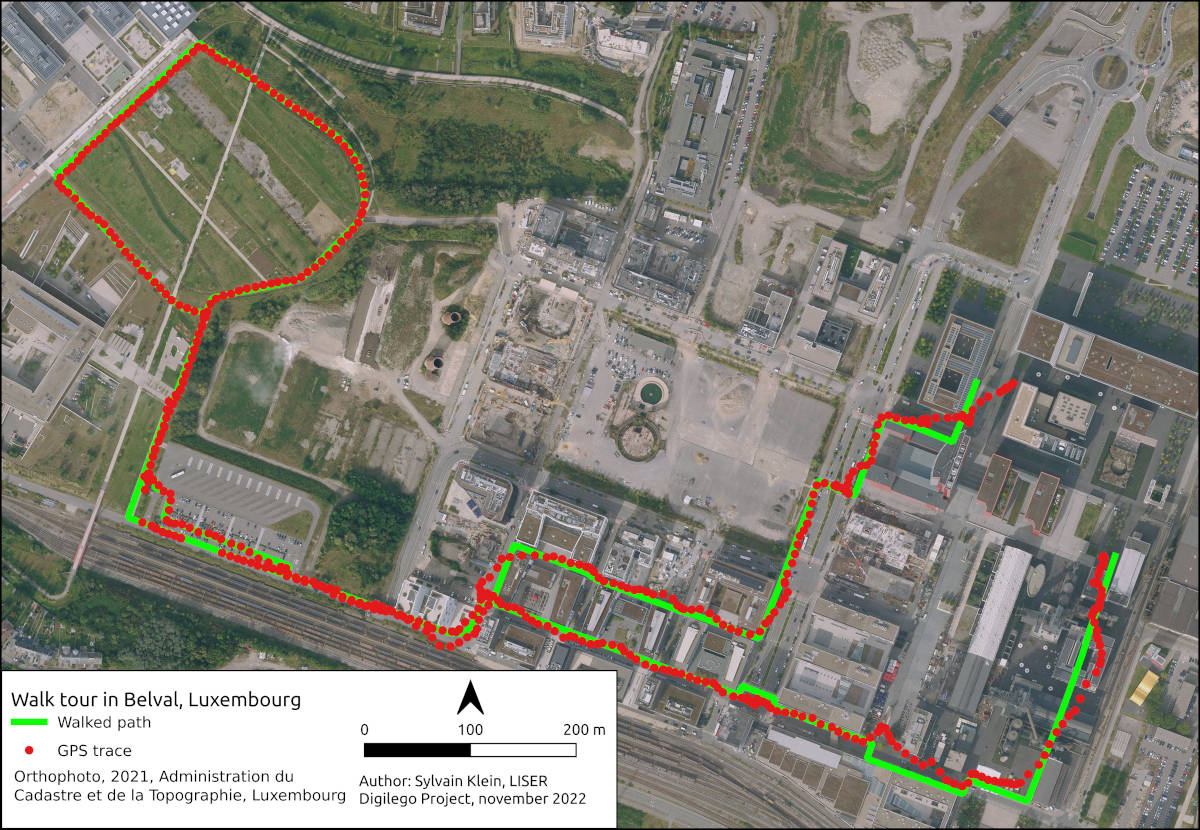 Walk tour in Belval, Luxembourg
Walked path
GPS trace
Orthophoto, 2021, Administration du
Cadastre et de la Topographie, Luxembourg
0 100 200 m
Author: Sylvain Klein, LISER
Digilego Project, november 2022